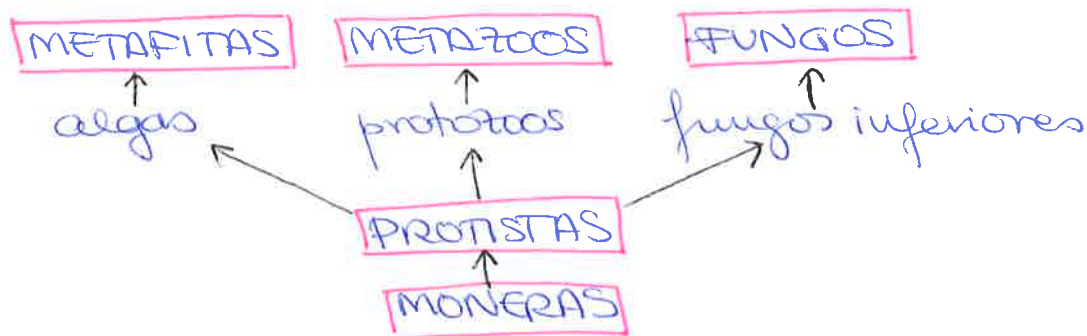 METAFITAS METAZOOS FUNGOS
algas protozoos fungos inferiores
PROTISTAS
MONERAS